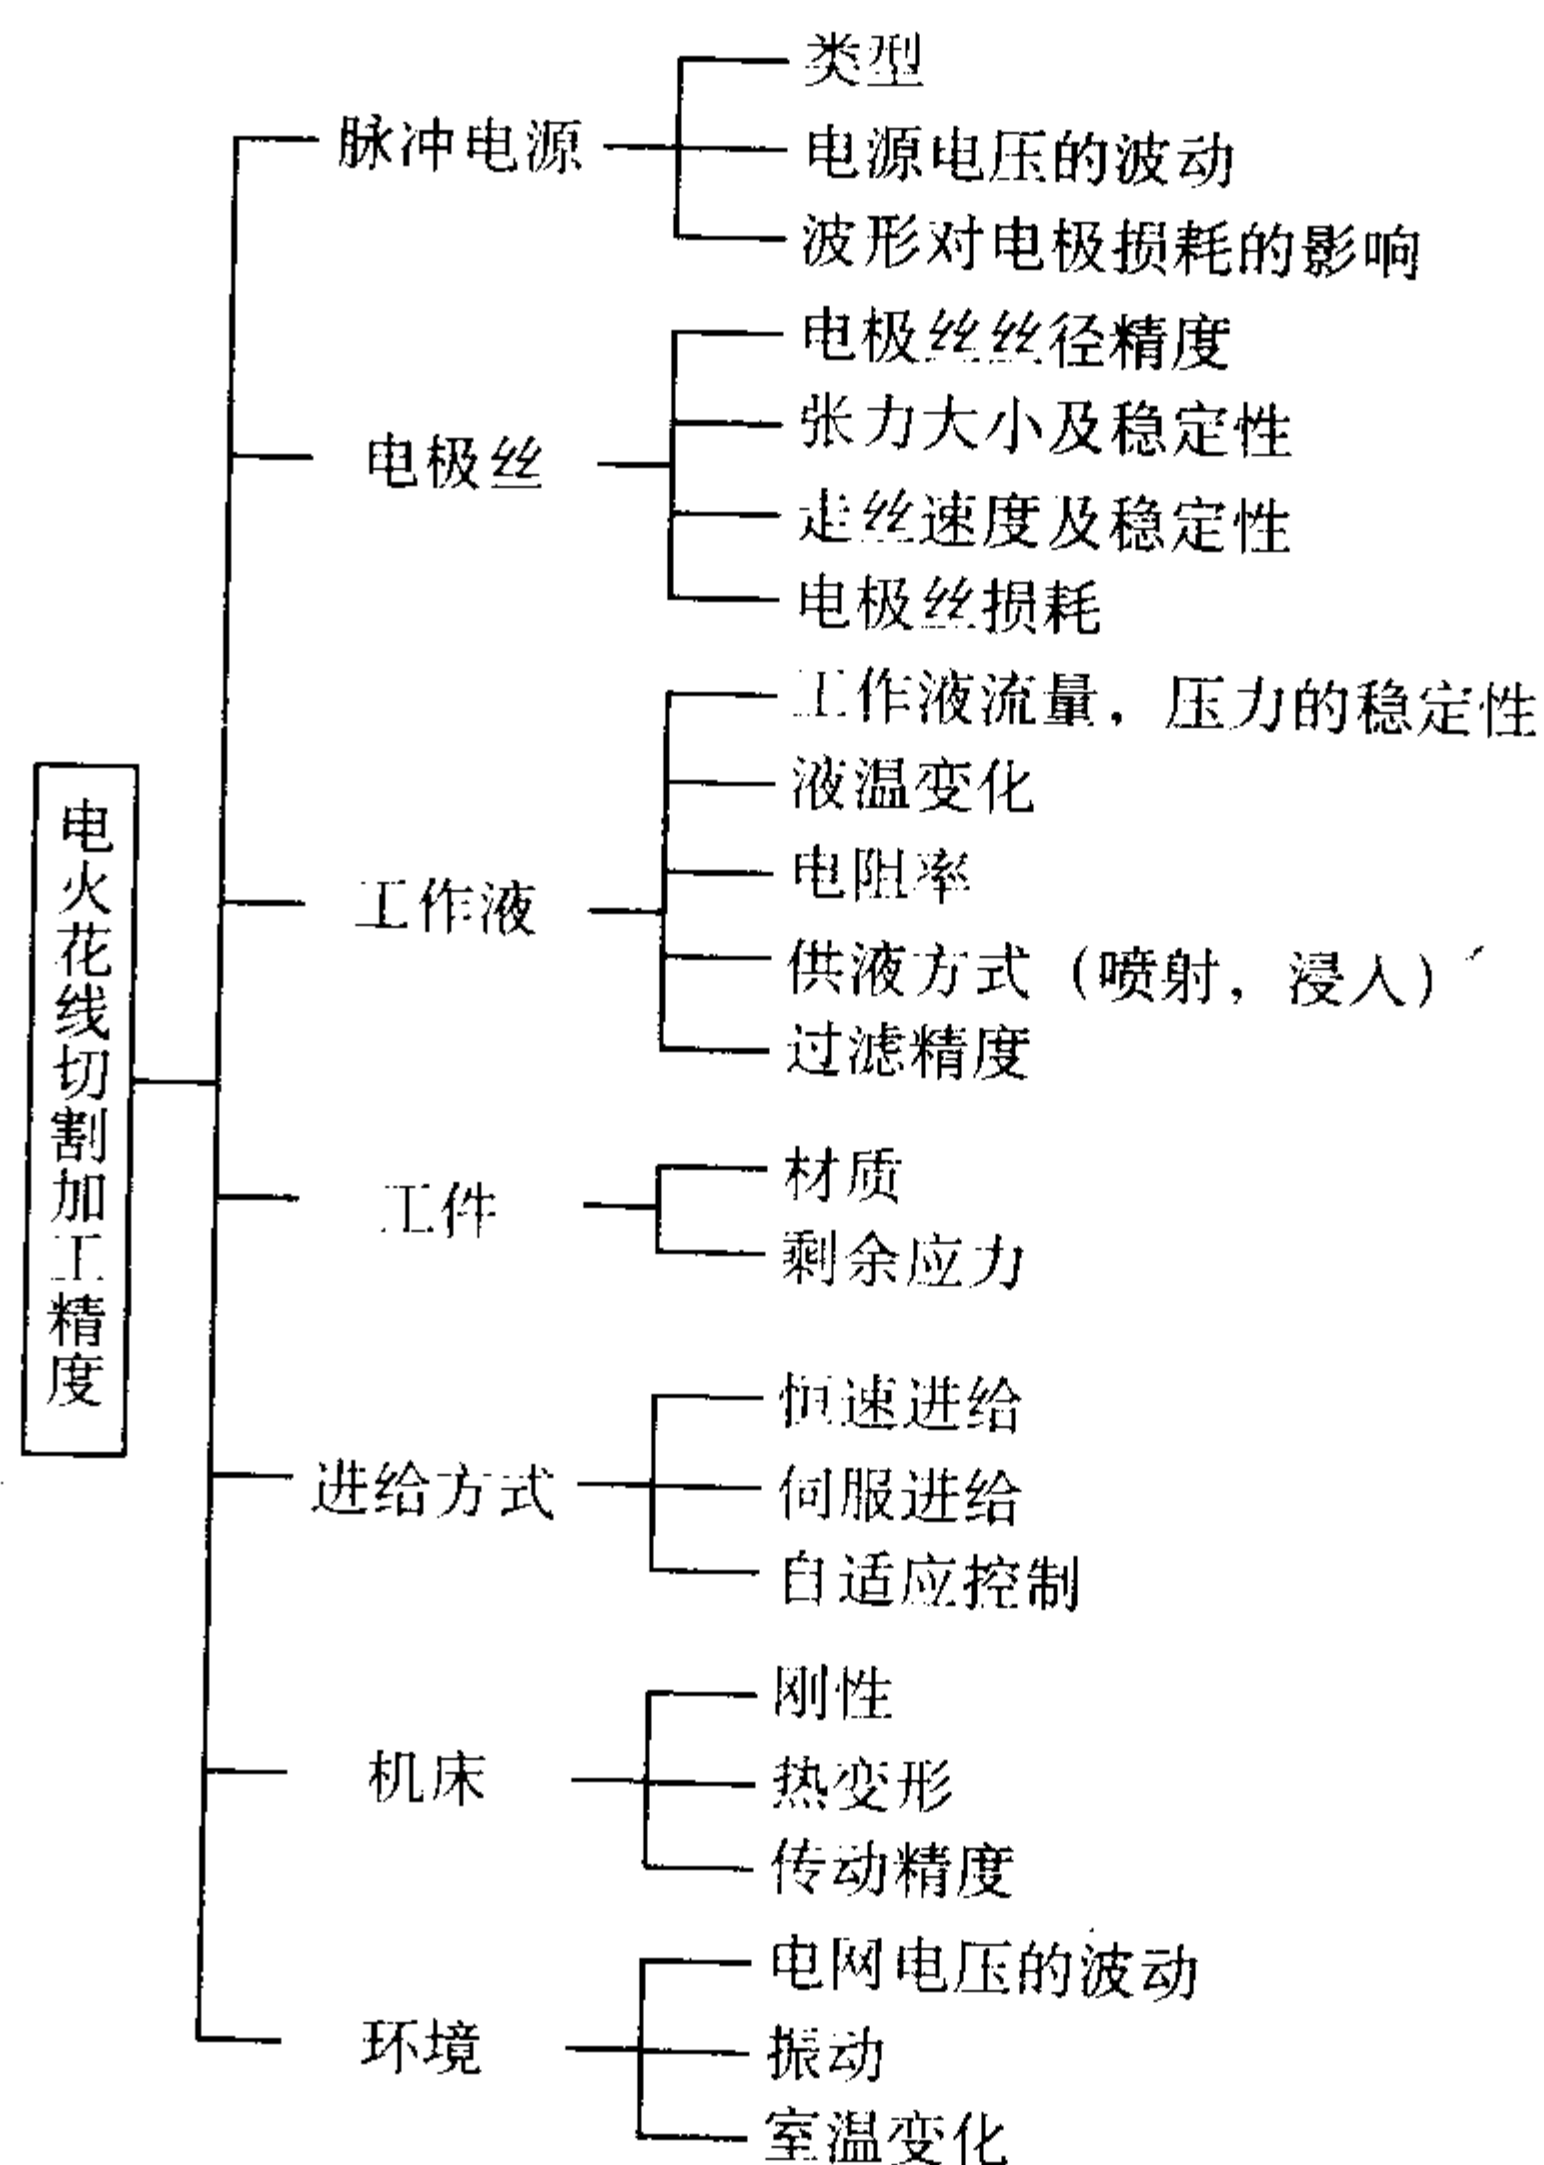 电火花线切割加工精度
脉冲电源
类型
电源电压的波动
波形对电极损耗的影响
电极丝
电极丝丝径精度
张力大小及稳定性
走丝速度及稳定性
电极丝损耗
工作液
工作液流量，压力的稳定性
液温变化
电阻率
供液方式（喷射，浸入）
过滤精度
工件
材质
剩余应力
进给方式
恒速进给
伺服进给
自适应控制
机床
刚性
热变形
传动精度
环境
电网电压的波动
振动
室温变化